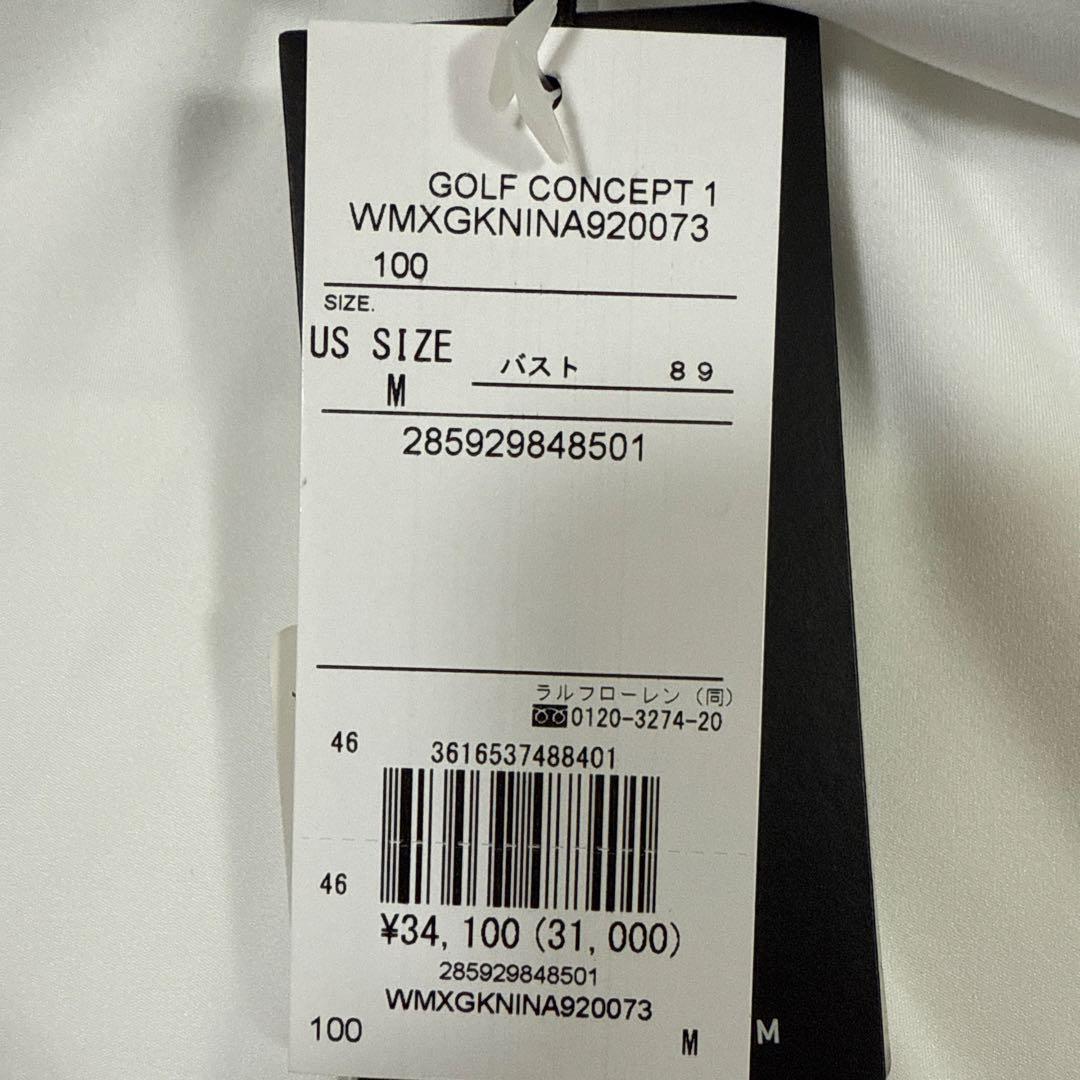 GOLF CONCEPT 1
WMXGKNINA920073
100
SIZE.
US SIZE
M
バスト 89
285929848501
ラルフローレン（同）
0120-3274-20
46
3616537488401
46
¥34,100 (31,000)
285929848501
WMXGKNINA920073
100
M
M